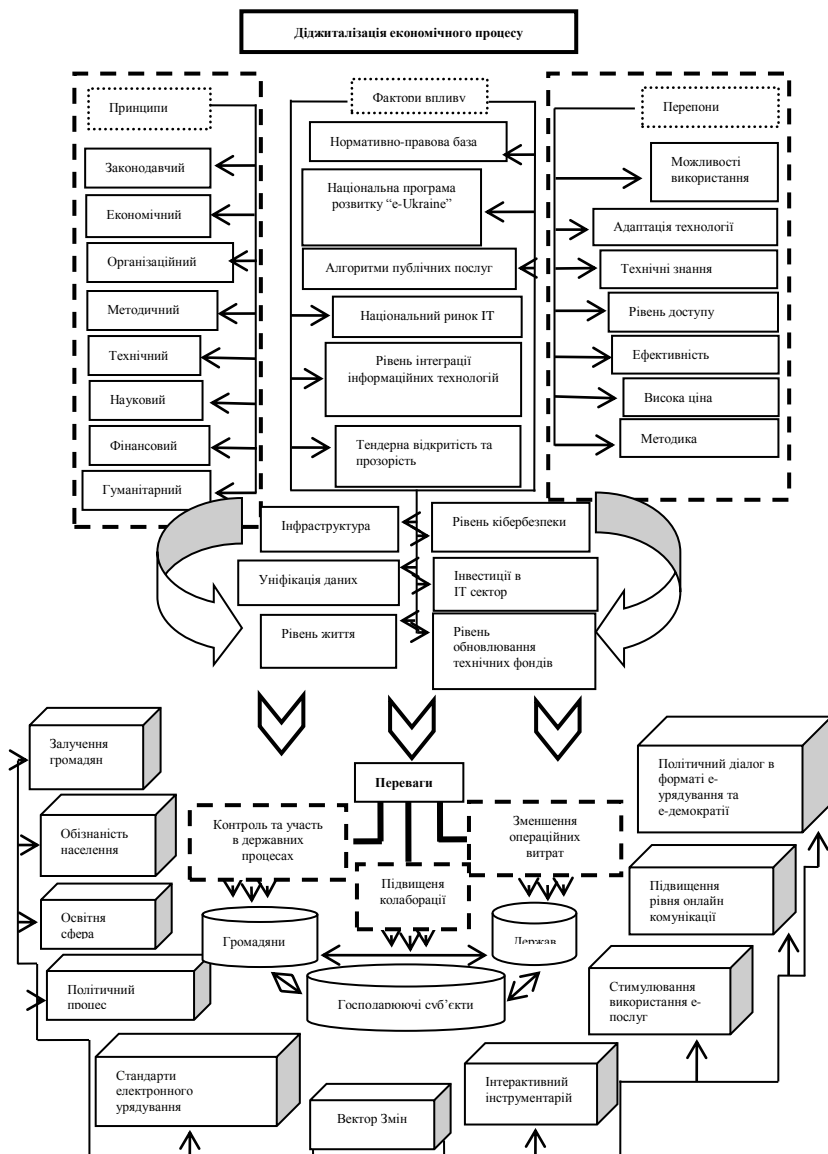 Діджиталізація економічного процесу
Принципи
Законодавчий
Економічний
Організаційний
Методичний
Технічний
Науковий
Фінансовий
Гуманітарний
Фактори впливу
Нормативно-правова база
Національна програма
розвитку “e-Ukraine”
Алгоритми публічних послуг
Національний ринок ІТ
Рівень інтеграції
інформаційних технологій
Тендерна відкритість та
прозорість
Перепони
Можливості
використання
Адаптація технології
Технічні знання
Рівень доступу
Ефективність
Висока ціна
Методика
Інфраструктура
Рівень кібербезпеки
Уніфікація даних
Інвестиції в
ІТ сектор
Рівень життя
Рівень
обновлювання
технічних фондів
Залучення
громадян
Обізнаність
населення
Освітня
сфера
Політичний
процес
Переваги
Контроль та участь
в державних
процесах
Підвищеня
колаборації
Зменшення
операційних
витрат
Громадяни
Держав
Господарюючі суб’єкти
Політичний діалог в
форматі е-
урядування та
е-демократії
Підвищення
рівня онлайн
комунікації
Стимулювання
використання е-
послуг
Стандарти
електронного
урядування
Вектор Змін
Інтерактивний
інструментарій